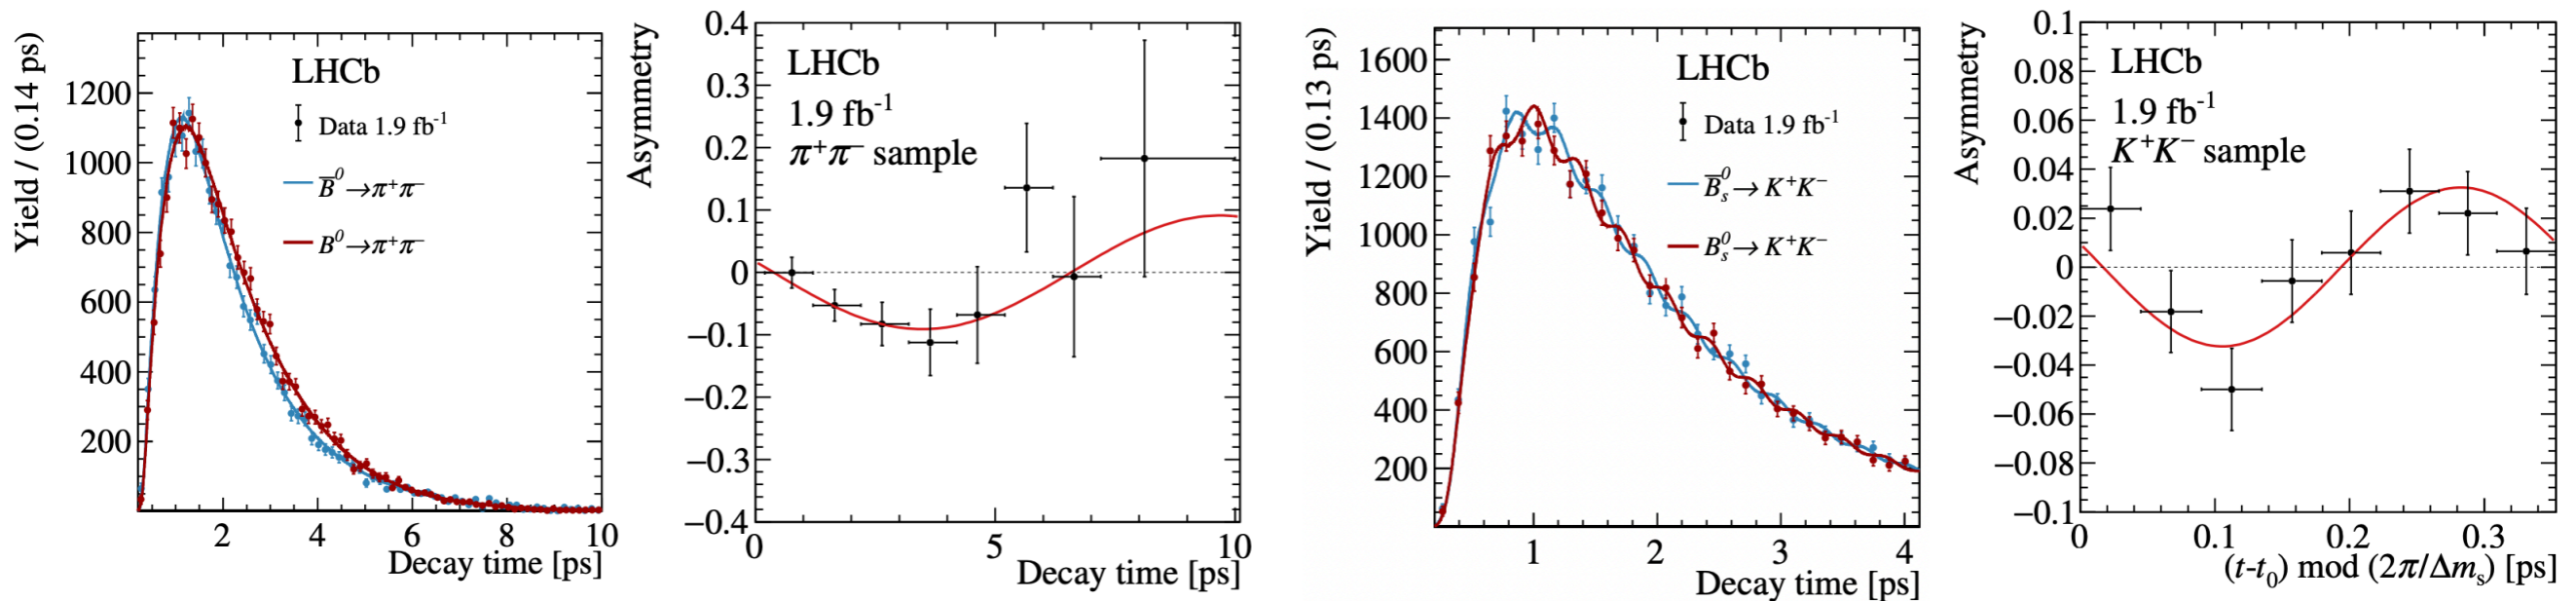 Yield / (0.14 ps)
1200
1000
800
600
400
200
LHCb
Data 1.9 fb⁻¹
B̅⁰→π⁺π⁻
B⁰→π⁺π⁻
2 4 6 8 10
Decay time [ps]
Asymmetry
0.4
0.3
0.2
0.1
0
−0.1
−0.2
−0.3
−0.4
LHCb
1.9 fb⁻¹
π⁺π⁻ sample
0 5 10
Decay time [ps]
Yield / (0.13 ps)
1600
1400
1200
1000
800
600
400
200
LHCb
Data 1.9 fb⁻¹
B̅ₛ⁰→ K⁺K⁻
Bₛ⁰→ K⁺K⁻
1 2 3 4
Decay time [ps]
Asymmetry
0.1
0.08
0.06
0.04
0.02
0
−0.02
−0.04
−0.06
−0.08
−0.1
LHCb
1.9 fb⁻¹
K⁺K⁻ sample
0 0.1 0.2 0.3
(t-t₀) mod (2π/Δmₛ) [ps]